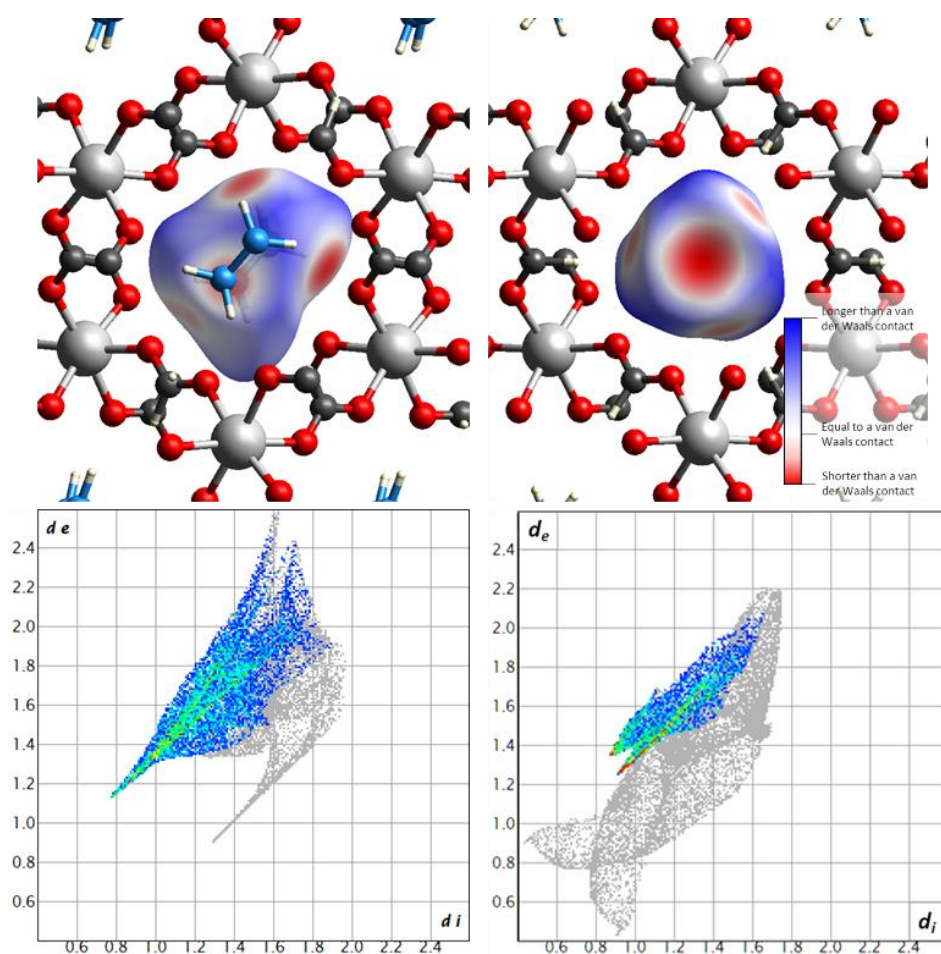 Longer than a van
der Waals contact
Equal to a van der
Waals contact
Shorter than a van
der Waals contact
d e
2.4
2.2
2.0
1.8
1.6
1.4
1.2
1.0
0.8
0.6
d i
0.6 0.8 1.0 1.2 1.4 1.6 1.8 2.0 2.2 2.4
de
2.4
2.2
2.0
1.8
1.6
1.4
1.2
1.0
0.8
0.6
di
0.6 0.8 1.0 1.2 1.4 1.6 1.8 2.0 2.2 2.4